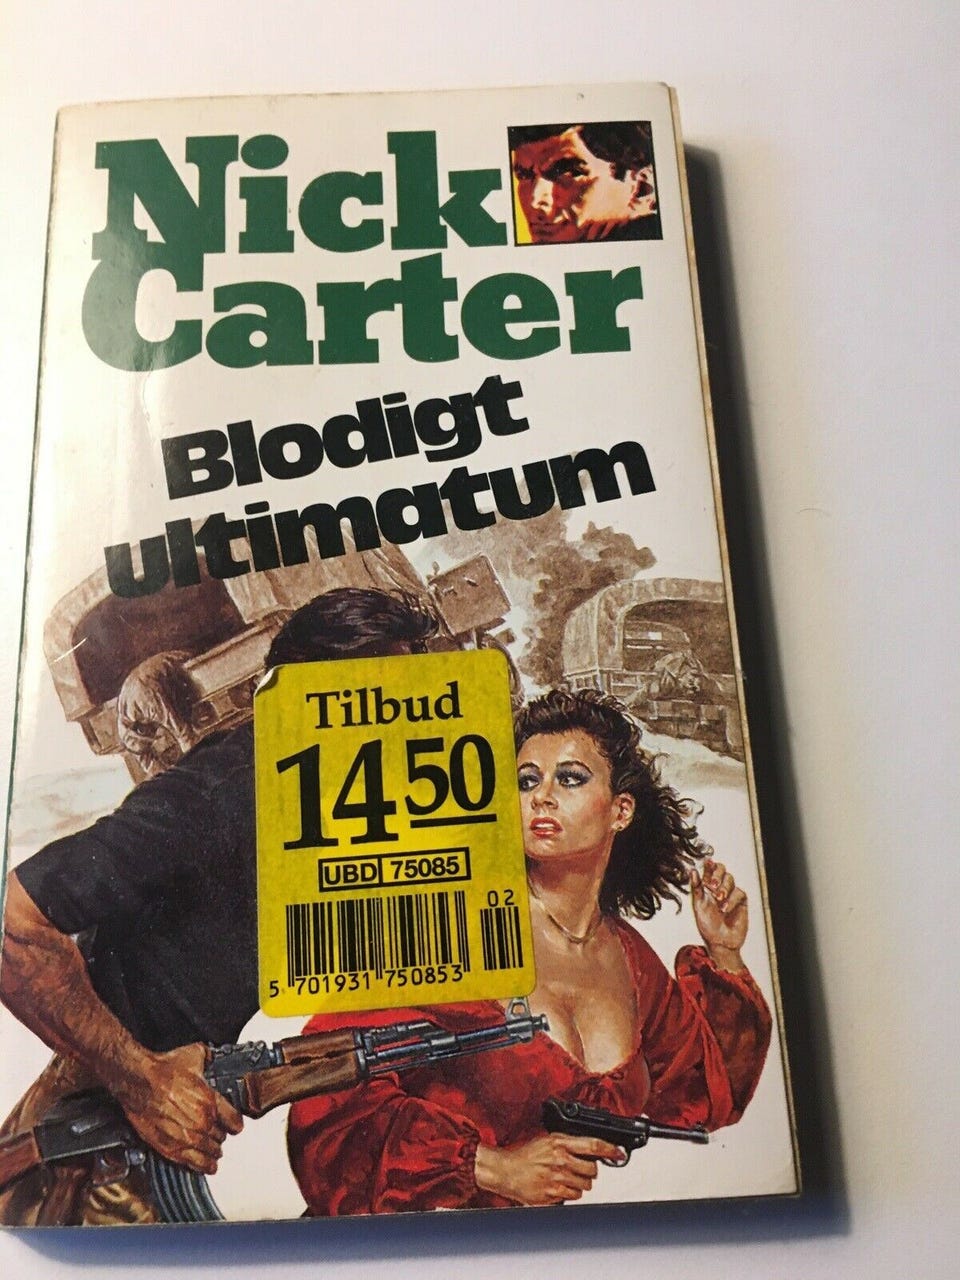 Nick
Carter
Blodigt
ultimatum
Tilbud
14 50
UBD 75085
02
5 701931 750853